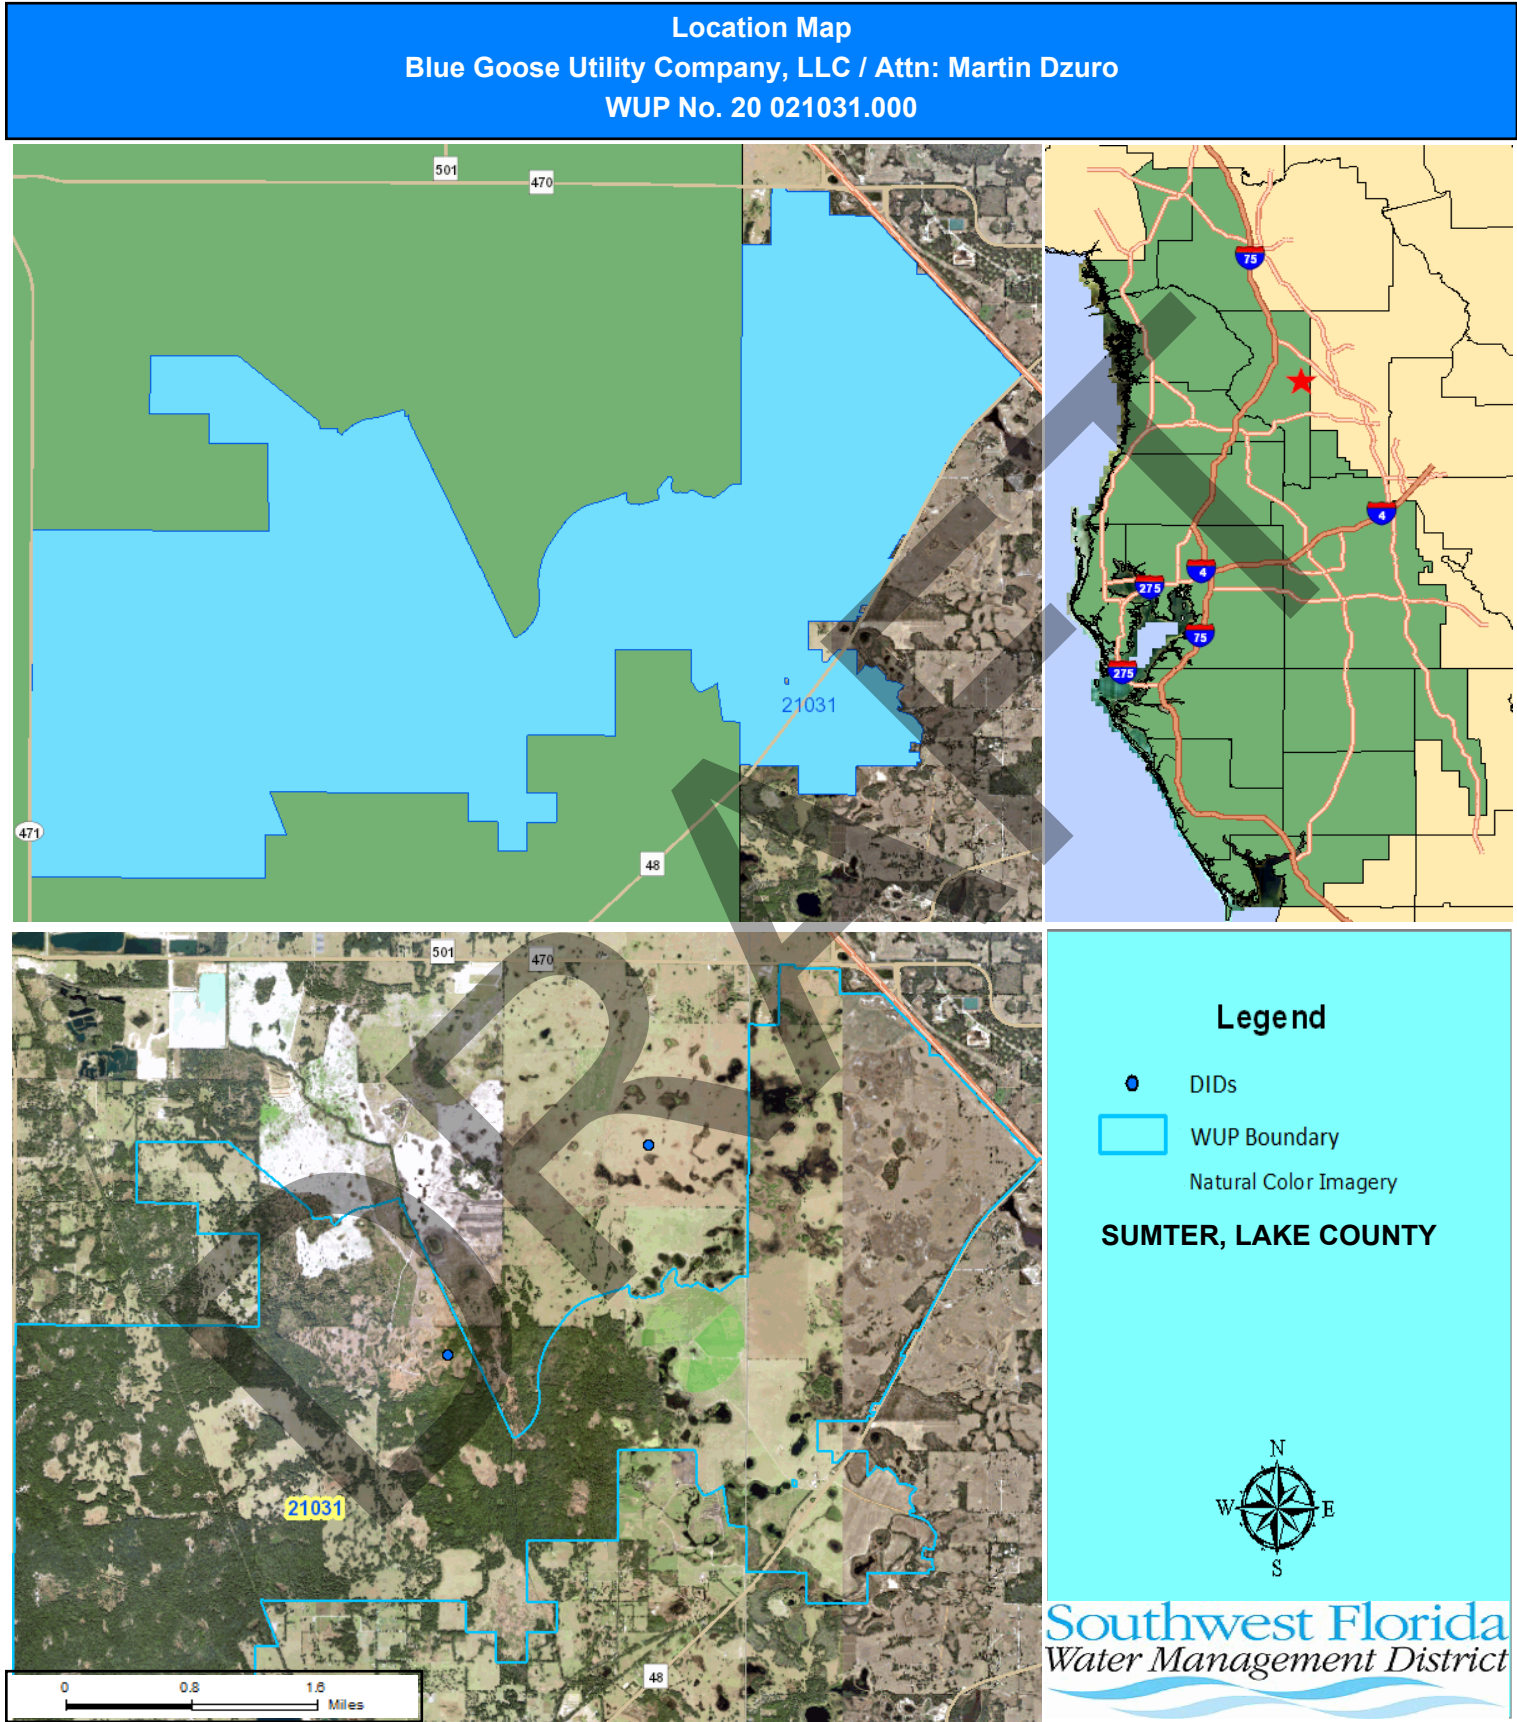 Location Map
Blue Goose Utility Company, LLC / Attn: Martin Dzuro
WUP No. 20 021031.000
501
470
471
48
21031
75
4
4
275
75
275
501
470
21031
48
0
0.8
1.6
Miles
Legend
DIDs
WUP Boundary
Natural Color Imagery
SUMTER, LAKE COUNTY
N
W
E
S
Southwest Florida
Water Management District
DRAFT